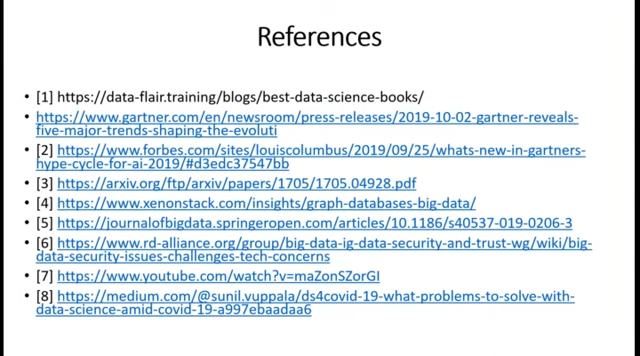 References
• [1] https://data-flair.training/blogs/best-data-science-books/
• https://www.gartner.com/en/newsroom/press-releases/2019-10-02-gartner-reveals-
five-major-trends-shaping-the-evoluti
• [2] https://www.forbes.com/sites/louiscolumbus/2019/09/25/whats-new-in-gartners-
hype-cycle-for-ai-2019/#d3edc37547bb
• [3] https://arxiv.org/ftp/arxiv/papers/1705/1705.04928.pdf
• [4] https://www.xenonstack.com/insights/graph-databases-big-data/
• [5] https://journalofbigdata.springeropen.com/articles/10.1186/s40537-019-0206-3
• [6] https://www.rd-alliance.org/group/big-data-ig-data-security-and-trust-wg/wiki/big-
data-security-issues-challenges-tech-concerns
• [7] https://www.youtube.com/watch?v=maZonSZorGI
• [8] https://medium.com/@sunil.vuppala/ds4covid-19-what-problems-to-solve-with-
data-science-amid-covid-19-a997ebaadaa6